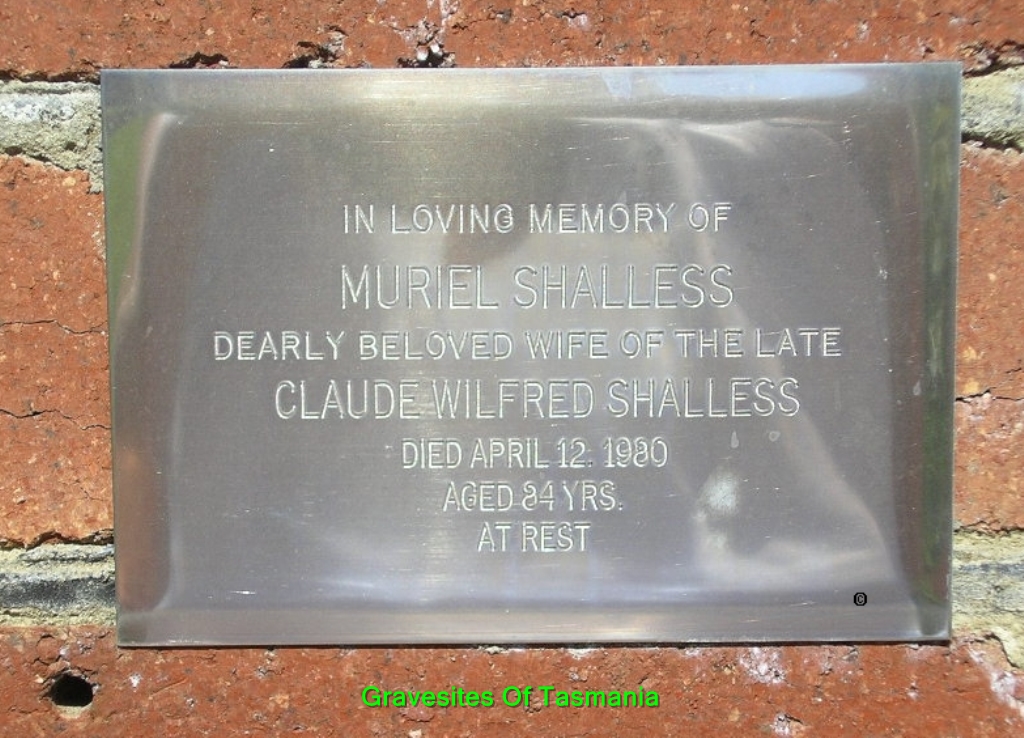 IN LOVING MEMORY OF
MURIEL SHALLESS
DEARLY BELOVED WIFE OF THE LATE
CLAUDE WILFRED SHALLESS
DIED APRIL 12. 1980
AGED 84 YRS.
AT REST
©
Gravesites Of Tasmania